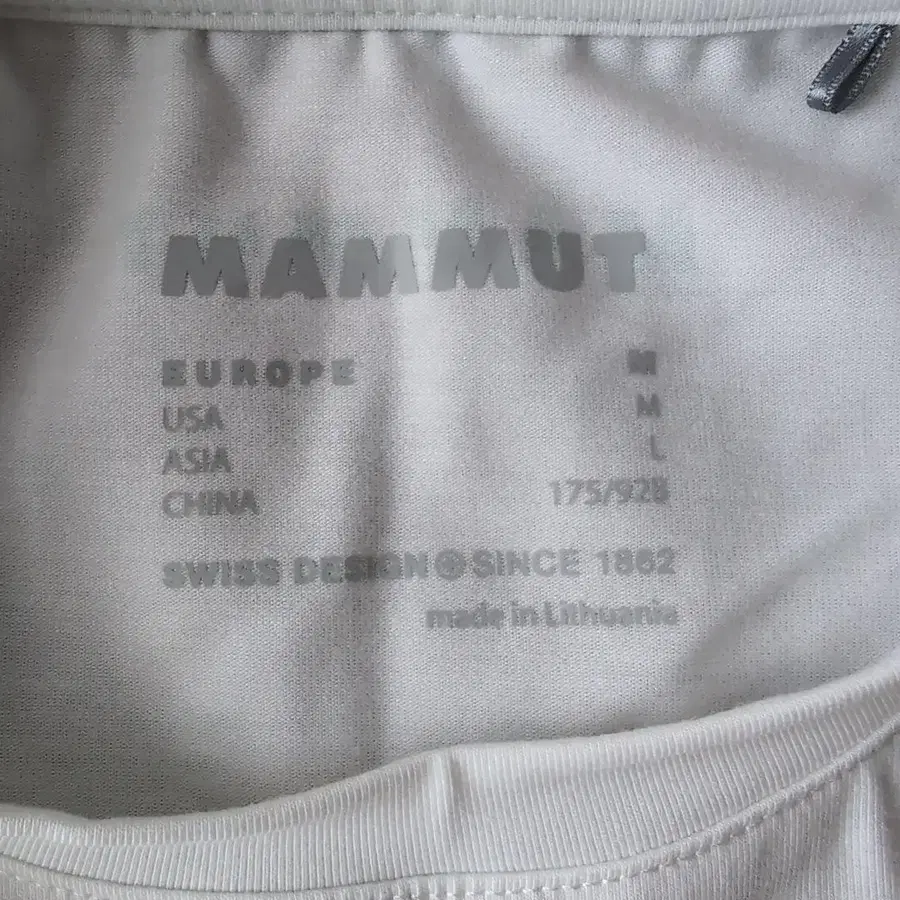 MAMMUT
EUROPE M
USA M
ASIA L
CHINA 175/92B
SWISS DESIGN SINCE 1862
made in Lithuania